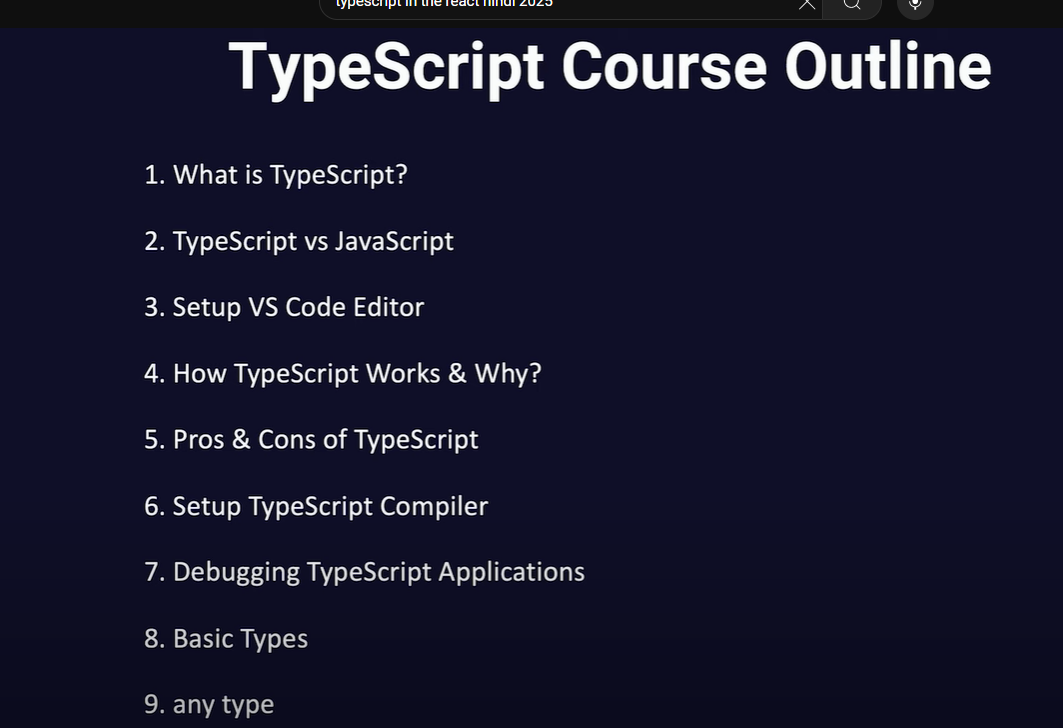 typescript in the react hindi 2025
TypeScript Course Outline
1. What is TypeScript?
2. TypeScript vs JavaScript
3. Setup VS Code Editor
4. How TypeScript Works & Why?
5. Pros & Cons of TypeScript
6. Setup TypeScript Compiler
7. Debugging TypeScript Applications
8. Basic Types
9. any type